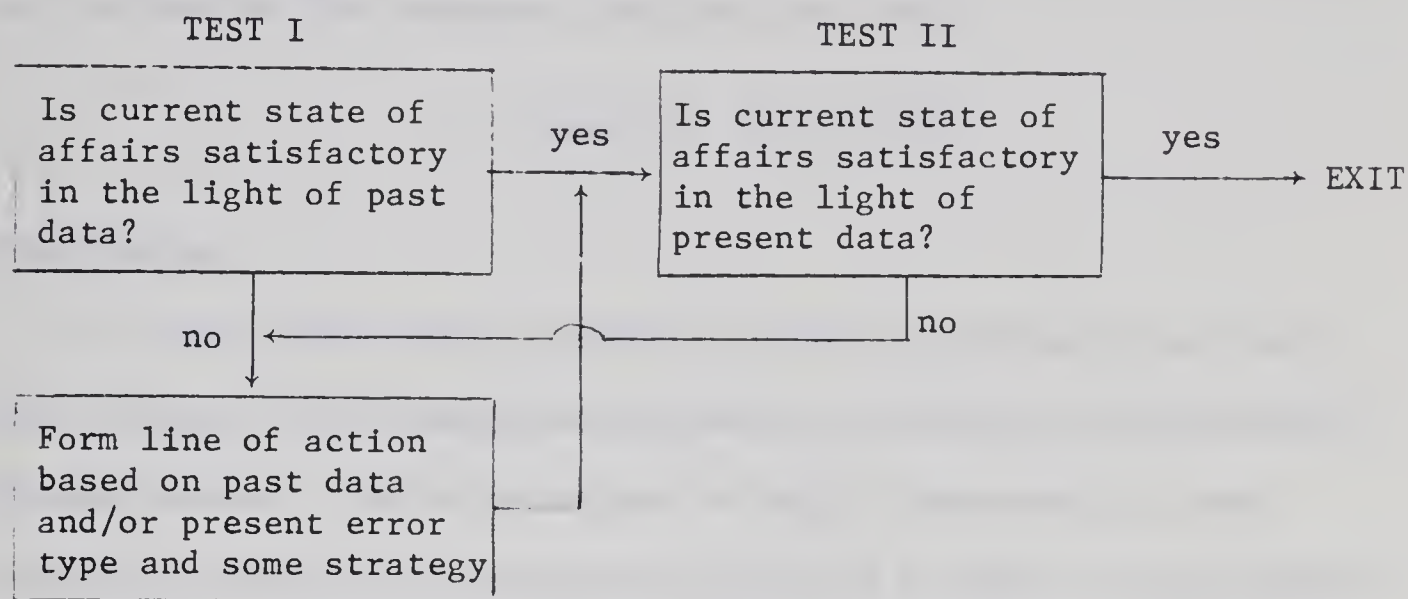 TEST I
Is current state of
affairs satisfactory
in the light of past
data?
yes
TEST II
Is current state of
affairs satisfactory
in the light of
present data?
yes
EXIT
no
no
Form line of action
based on past data
and/or present error
type and some strategy